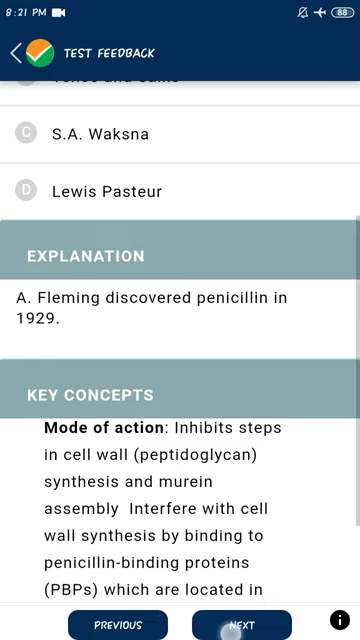 8:21 PM
88
TEST FEEDBACK
C S.A. Waksna
D Lewis Pasteur
EXPLANATION
A. Fleming discovered penicillin in
1929.
KEY CONCEPTS
Mode of action: Inhibits steps
in cell wall (peptidoglycan)
synthesis and murein
assembly Interfere with cell
wall synthesis by binding to
penicillin-binding proteins
(PBPs) which are located in
PREVIOUS
NEXT
i